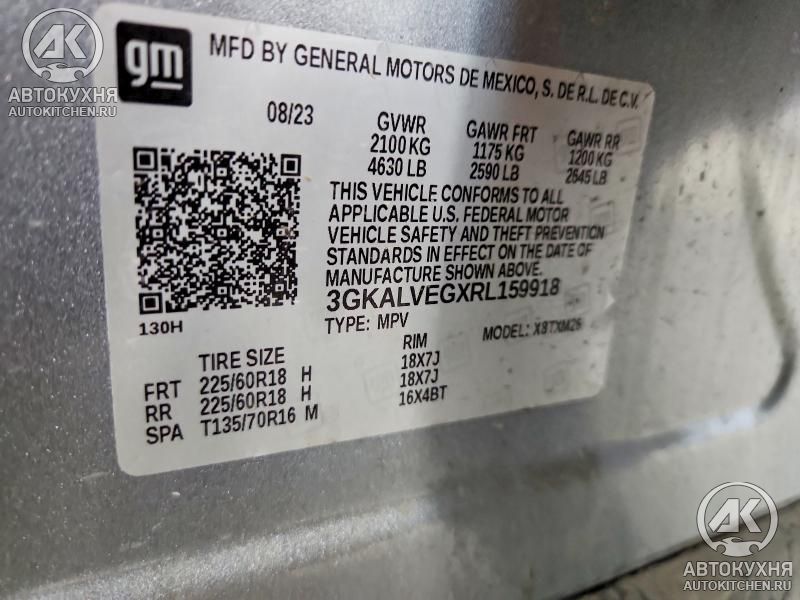 gm
MFD BY GENERAL MOTORS DE MEXICO, S. DE R.L. DE C.V.
08/23
GVWR GAWR FRT GAWR RR
2100 KG 1175 KG 1200 KG
4630 LB 2590 LB 2645 LB
THIS VEHICLE CONFORMS TO ALL
APPLICABLE U.S. FEDERAL MOTOR
VEHICLE SAFETY AND THEFT PREVENTION
STANDARDS IN EFFECT ON THE DATE OF
MANUFACTURE SHOWN ABOVE.
3GKALVEGXRL159918
130H
TYPE: MPV MODEL: XBTXM26
TIRE SIZE RIM
FRT 225/60R18 H 18X7J
RR 225/60R18 H 18X7J
SPA T135/70R16 M 16X4BT
АК
АВТОКУХНЯ
AUTOKITCHEN.RU
АК
АВТОКУХНЯ
AUTOKITCHEN.RU